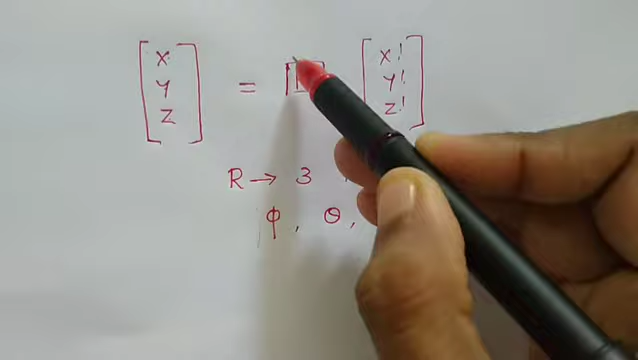 [X Y Z] = [ ] [X! Y! Z!]
R → 3
φ, θ,